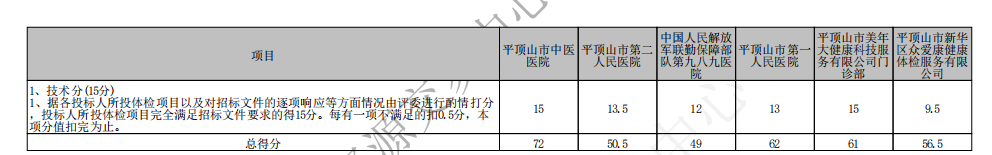 项目
平顶山市中医
医院
平顶山市第二
人民医院
中国人民解放
军联勤保障部
队第九八九医
院
平顶山市第一
人民医院
平顶山市美年
大健康科技服
务有限公司门
诊部
平顶山市新华
区众爱康健康
体检服务有限
公司
1、技术分(15分)
1、据各投标人所投体检项目以及对招标文件的逐项响应等方面情况由评委进行酌情打分
，投标人所投体检项目完全满足招标文件要求的得15分。每有一项不满足的扣0.5分，本
项分值扣完为止。
15
13.5
12
13
15
9.5
总得分
72
50.5
49
62
61
56.5
源交
中心